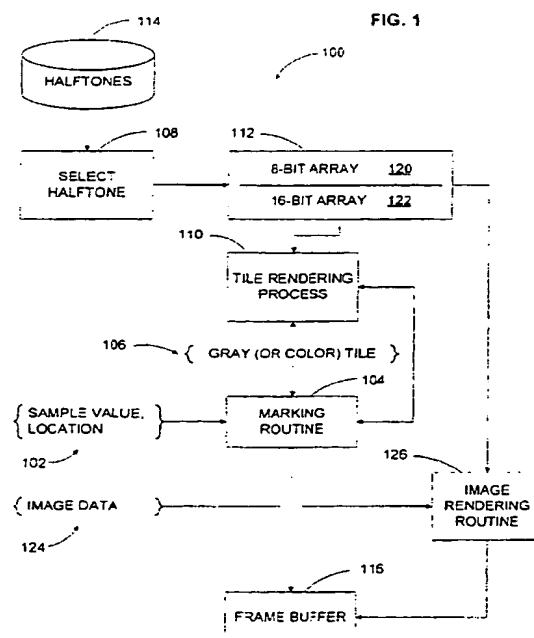 FIG. 1
114
HALFTONES
100
108
SELECT
HALFTONE
112
8-BIT ARRAY 120
16-BIT ARRAY 122
110
TILE RENDERING
PROCESS
106
{ GRAY (OR COLOR) TILE }
104
MARKING
ROUTINE
{ SAMPLE VALUE,
LOCATION }
102
126
IMAGE
RENDERING
ROUTINE
{ IMAGE DATA }
124
116
FRAME BUFFER